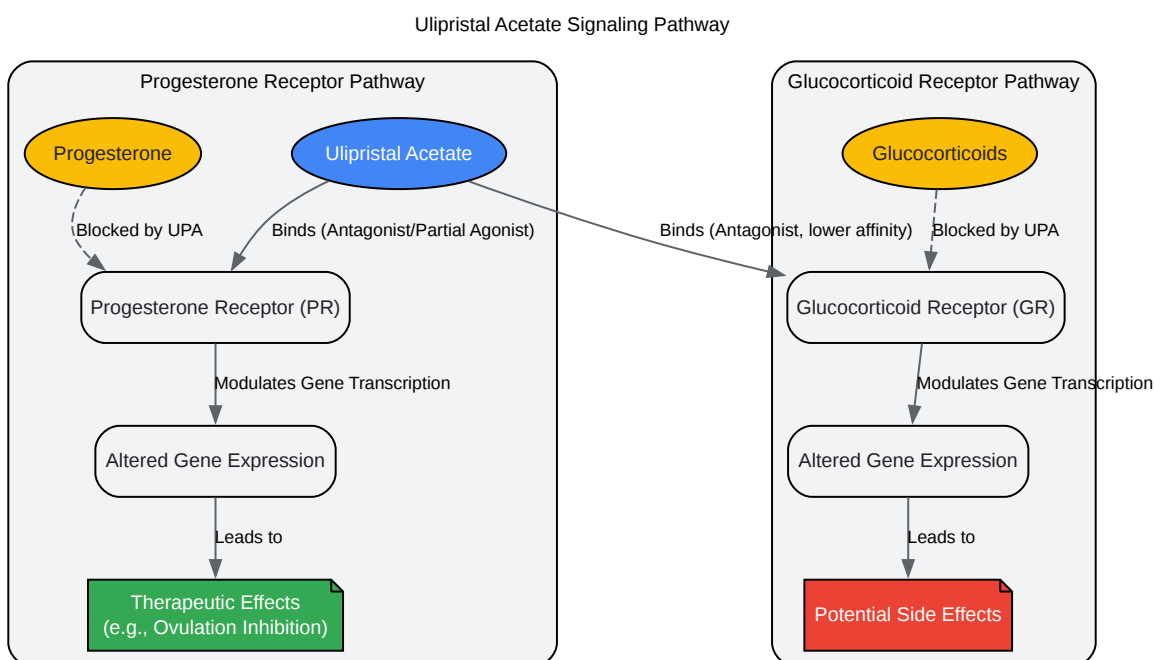 Ulipristal Acetate Signaling Pathway
Progesterone Receptor Pathway
Glucocorticoid Receptor Pathway
Progesterone
Ulipristal Acetate
Glucocorticoids
Blocked by UPA
Binds (Antagonist/Partial Agonist)
Binds (Antagonist, lower affinity)
Blocked by UPA
Progesterone Receptor (PR)
Glucocorticoid Receptor (GR)
Modulates Gene Transcription
Modulates Gene Transcription
Altered Gene Expression
Altered Gene Expression
Leads to
Leads to
Therapeutic Effects
(e.g., Ovulation Inhibition)
Potential Side Effects